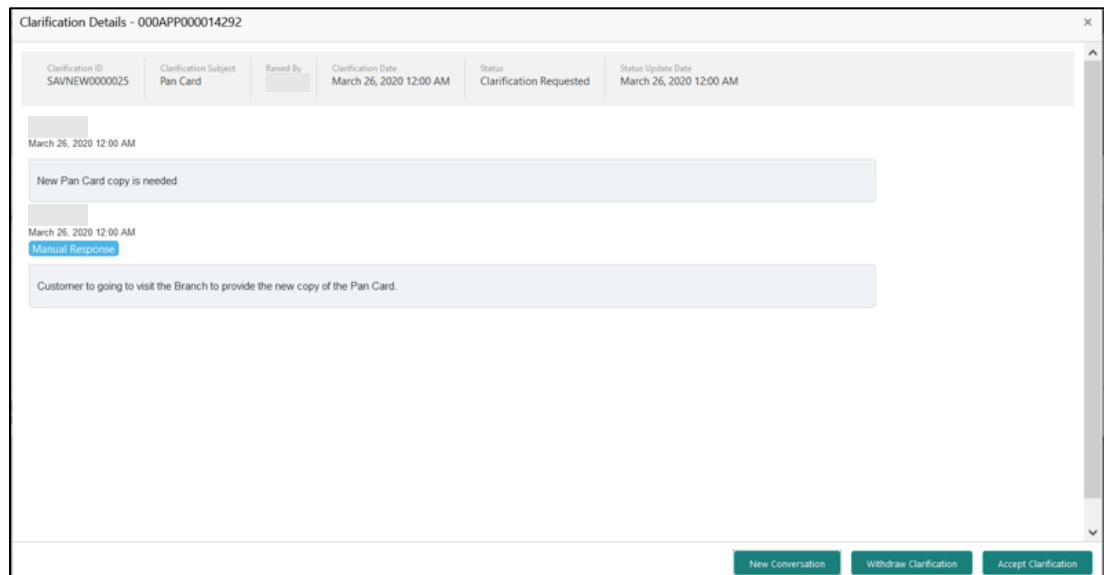 Clarification Details - 000APP000014292
×
Clarification ID Clarification Subject Raised By Clarification Date Status Status Update Date
SAVNEW0000025 Pan Card March 26, 2020 12:00 AM Clarification Requested March 26, 2020 12:00 AM
March 26, 2020 12:00 AM
New Pan Card copy is needed
March 26, 2020 12:00 AM
Manual Response
Customer to going to visit the Branch to provide the new copy of the Pan Card.
New Conversation Withdraw Clarification Accept Clarification